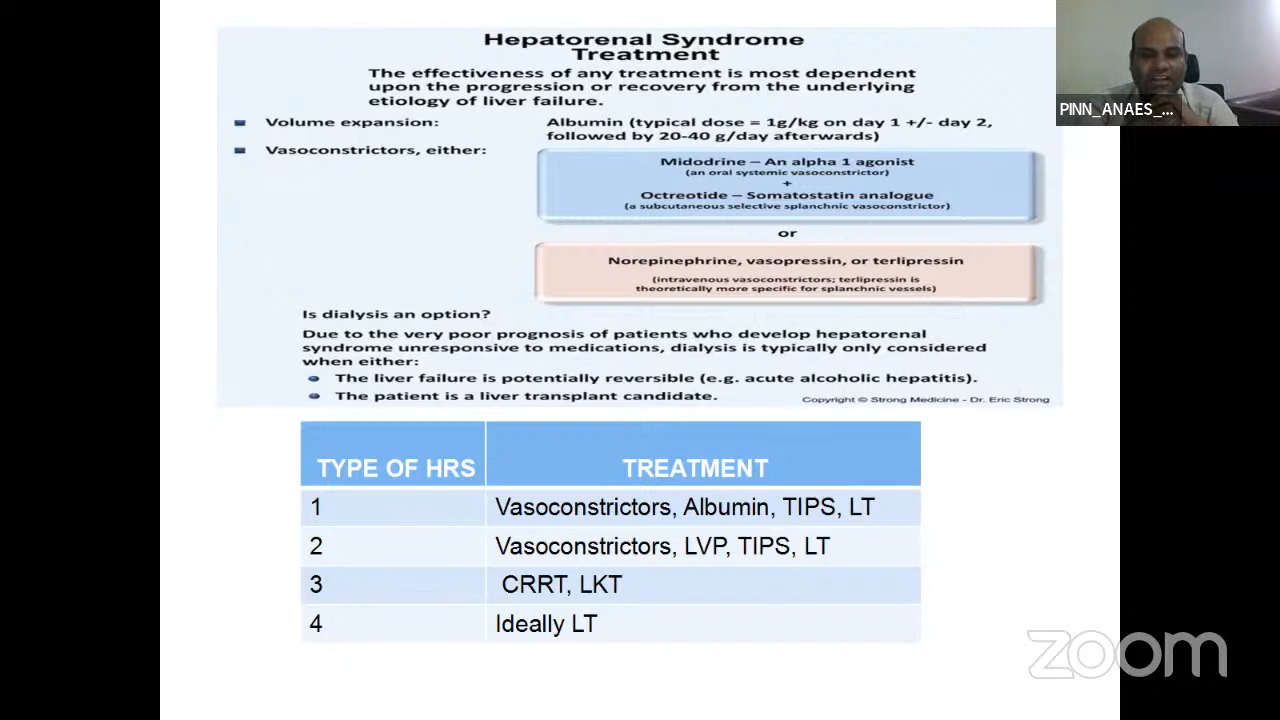 Hepatorenal Syndrome
Treatment
The effectiveness of any treatment is most dependent
upon the progression or recovery from the underlying
etiology of liver failure.
Volume expansion:
Albumin (typical dose = 1g/kg on day 1 +/- day 2,
followed by 20-40 g/day afterwards)
Vasoconstrictors, either:
Midodrine – An alpha 1 agonist
(an oral systemic vasoconstrictor)
+
Octreotide – Somatostatin analogue
(a subcutaneous selective splanchnic vasoconstrictor)
or
Norepinephrine, vasopressin, or terlipressin
(intravenous vasoconstrictors; terlipressin is
theoretically more specific for splanchnic vessels)
Is dialysis an option?
Due to the very poor prognosis of patients who develop hepatorenal
syndrome unresponsive to medications, dialysis is typically only considered
when either:
The liver failure is potentially reversible (e.g. acute alcoholic hepatitis).
The patient is a liver transplant candidate.
Copyright © Strong Medicine - Dr. Eric Strong
TYPE OF HRS TREATMENT
1 Vasoconstrictors, Albumin, TIPS, LT
2 Vasoconstrictors, LVP, TIPS, LT
3 CRRT, LKT
4 Ideally LT
PINN_ANAES_...
zoom